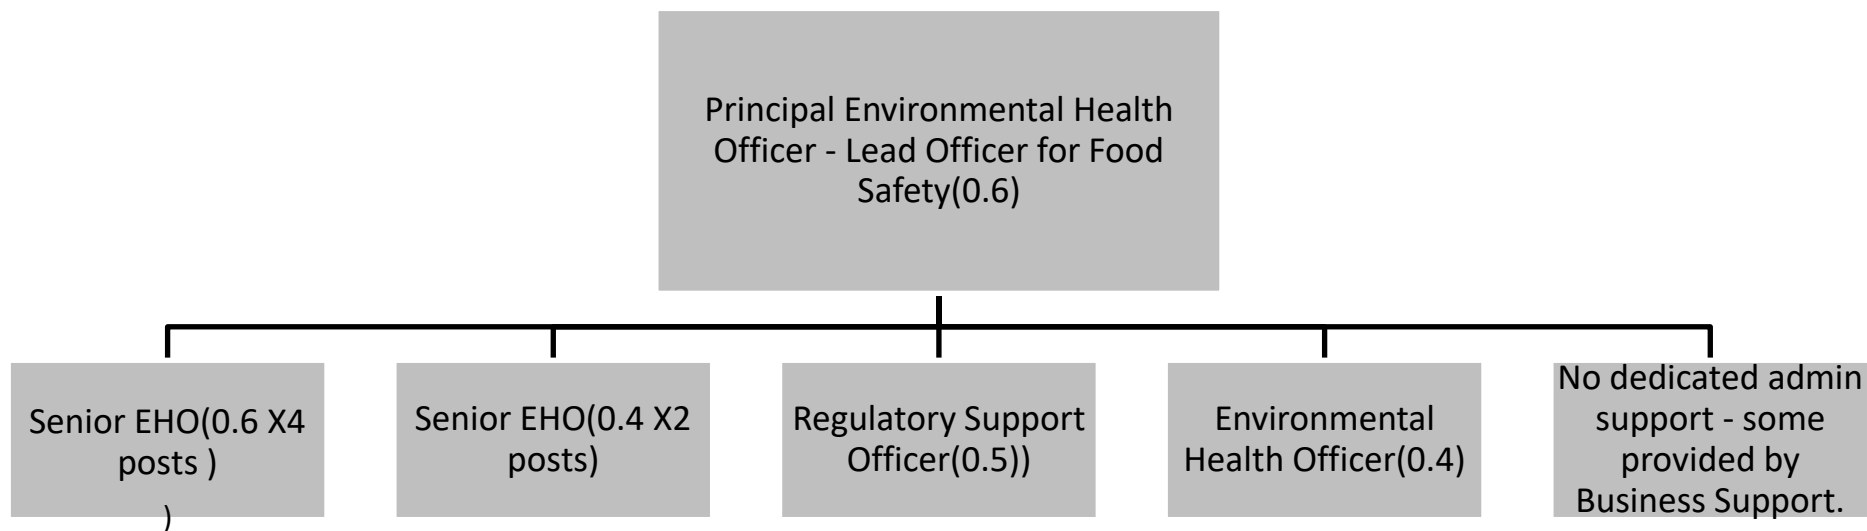 Principal Environmental Health
Officer - Lead Officer for Food
Safety(0.6)
Senior EHO(0.6 X4
posts )
)
Senior EHO(0.4 X2
posts)
Regulatory Support
Officer(0.5))
Environmental
Health Officer(0.4)
No dedicated admin
support - some
provided by
Business Support.